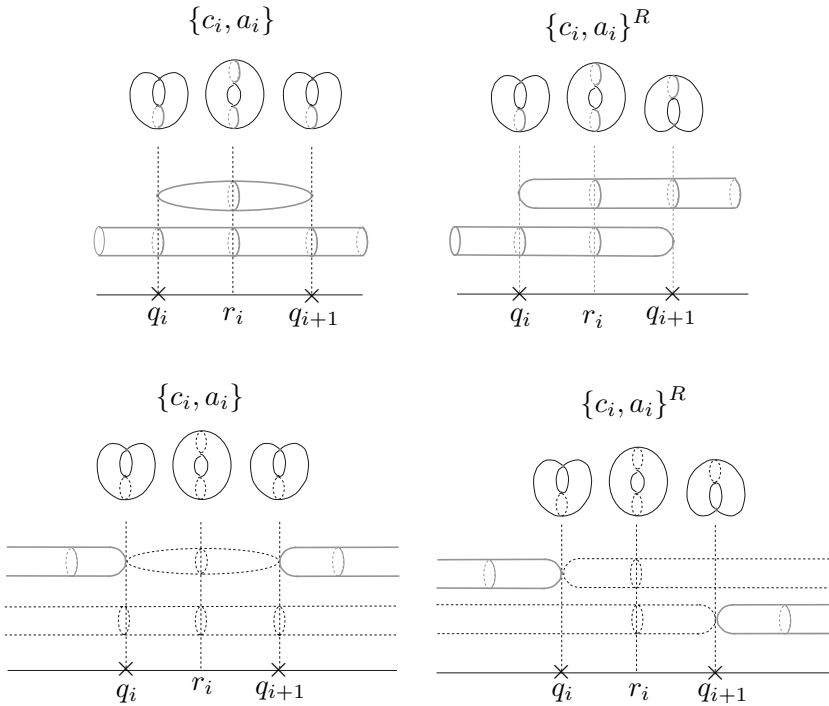 {c_i, a_i} {c_i, a_i}^R
q_i r_i q_{i+1} q_i r_i q_{i+1}
{c_i, a_i} {c_i, a_i}^R
q_i r_i q_{i+1} q_i r_i q_{i+1}